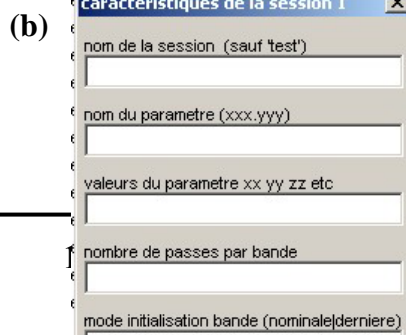 caractéristiques de la session 1
(b)
nom de la session (sauf 'test')
nom du parametre (xxx.yyy)
valeurs du parametre xx yy zz etc
nombre de passes par bande
mode initialisation bande (nominale|derniere)